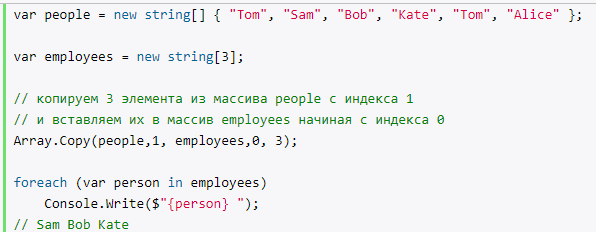 var people = new string[] { "Tom", "Sam", "Bob", "Kate", "Tom", "Alice" };
var employees = new string[3];
// копируем 3 элемента из массива people c индекса 1
// и вставляем их в массив employees начиная с индекса 0
Array.Copy(people,1, employees,0, 3);
foreach (var person in employees)
    Console.Write($"{person} ");
// Sam Bob Kate